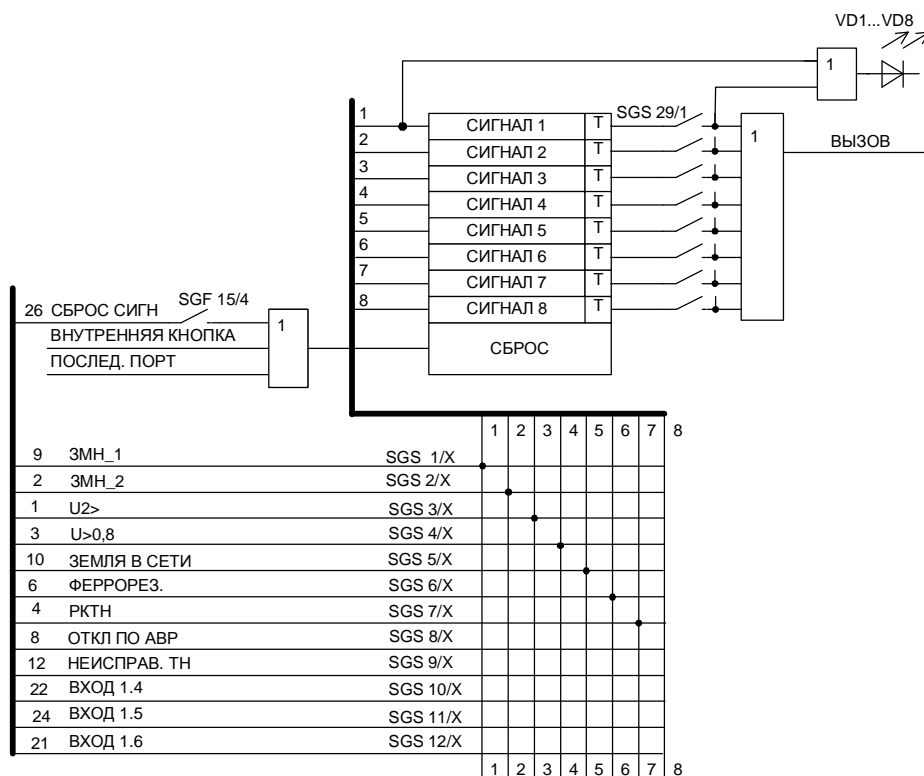 VD1...VD8
1
1 СИГНАЛ 1 T SGS 29/1
2 СИГНАЛ 2 T 1 ВЫЗОВ
3 СИГНАЛ 3 T
4 СИГНАЛ 4 T
5 СИГНАЛ 5 T
6 СИГНАЛ 6 T
7 СИГНАЛ 7 T
8 СИГНАЛ 8 T
26 СБРОС СИГН SGF 15/4 1
ВНУТРЕННЯЯ КНОПКА
СБРОС
ПОСЛЕД. ПОРТ
1 2 3 4 5 6 7 8
9 ЗМН_1 SGS 1/X
2 ЗМН_2 SGS 2/X
1 U2> SGS 3/X
3 U>0,8 SGS 4/X
10 ЗЕМЛЯ В СЕТИ SGS 5/X
6 ФЕРРОРЕЗ. SGS 6/X
4 РКТН SGS 7/X
8 ОТКЛ ПО АВР SGS 8/X
12 НЕИСПРАВ. ТН SGS 9/X
22 ВХОД 1.4 SGS 10/X
24 ВХОД 1.5 SGS 11/X
21 ВХОД 1.6 SGS 12/X
1 2 3 4 5 6 7 8